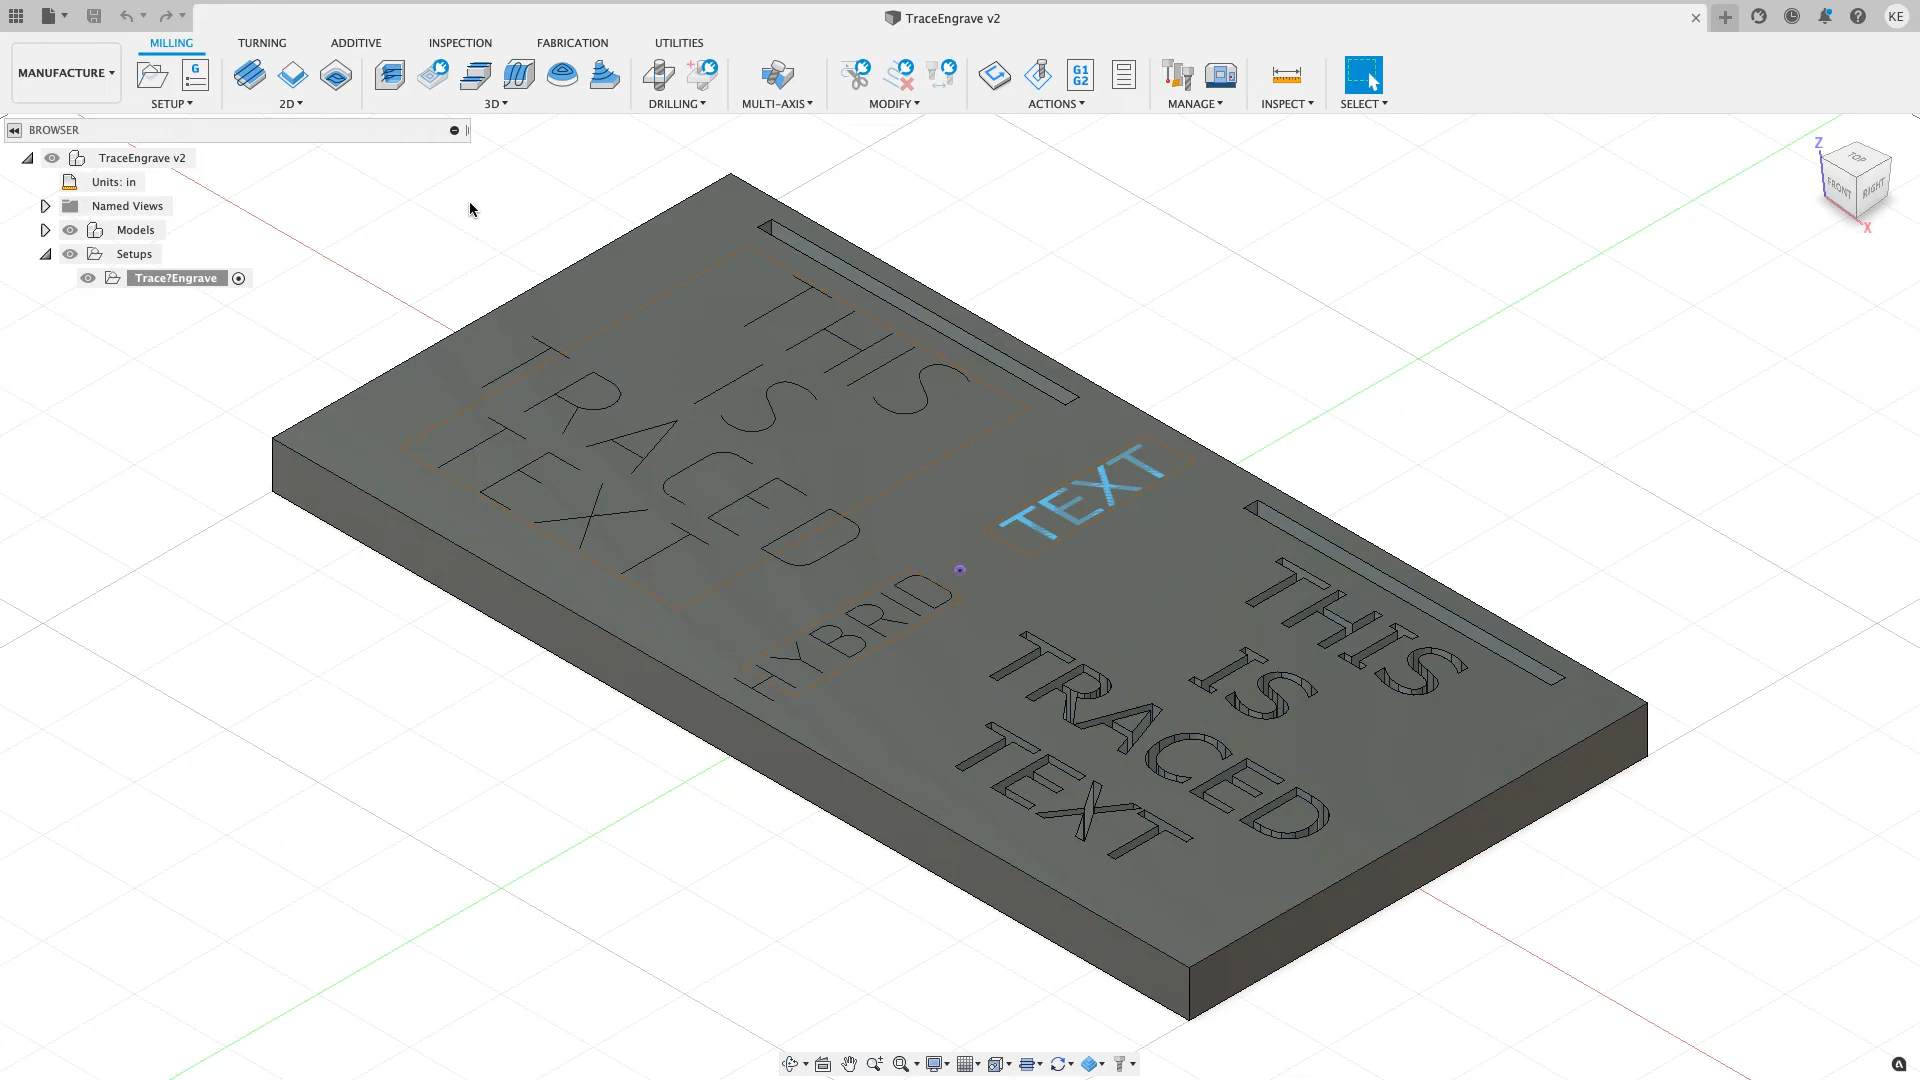 TraceEngrave v2
KE
MANUFACTURE
MILLING
TURNING
ADDITIVE
INSPECTION
FABRICATION
UTILITIES
G
G1
G2
SETUP
2D
3D
DRILLING
MULTI-AXIS
MODIFY
ACTIONS
MANAGE
INSPECT
SELECT
BROWSER
TraceEngrave v2
Units: in
Named Views
Models
Setups
Trace?Engrave
Z
TOP
FRONT
RIGHT
X
THIS
IS
TRACED
TEXT
TEXT
HYBRID
THIS
IS
TRACED
TEXT